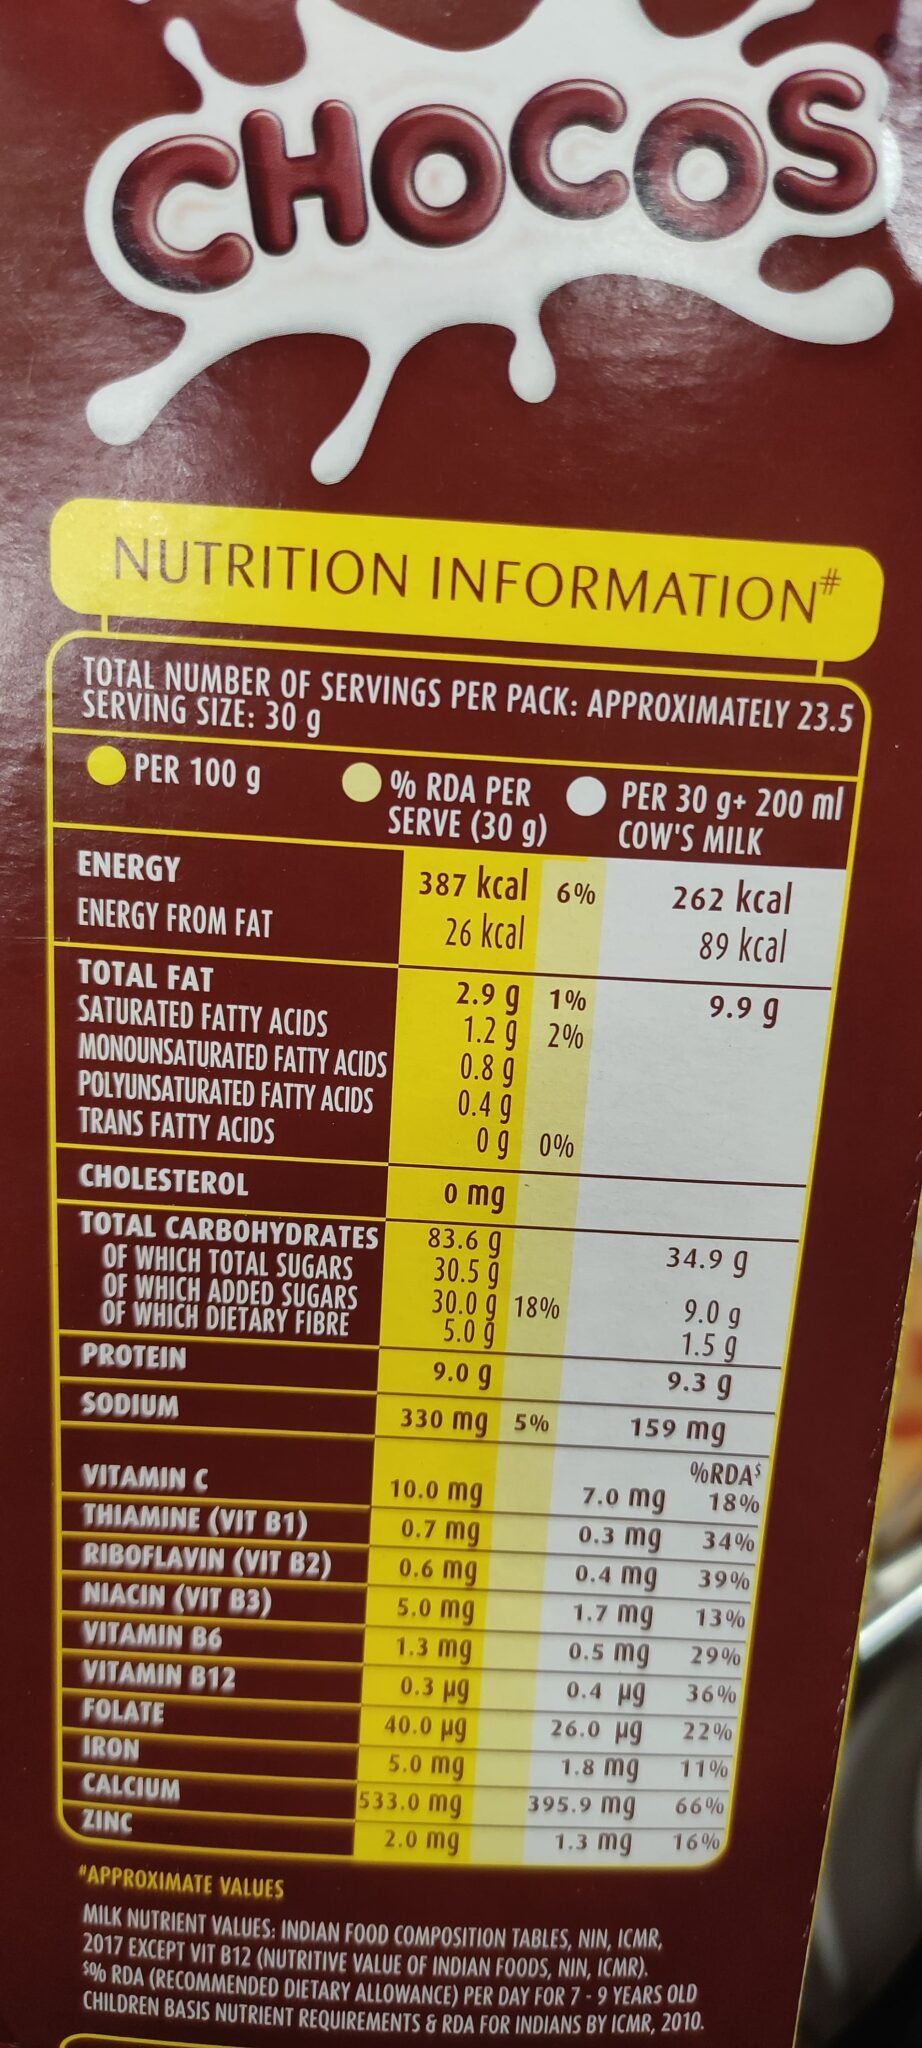 CHOCOS
NUTRITION INFORMATION#
TOTAL NUMBER OF SERVINGS PER PACK: APPROXIMATELY 23.5
SERVING SIZE: 30 g
PER 100 g % RDA PER SERVE (30 g) PER 30 g+ 200 ml COW'S MILK
ENERGY 387 kcal 6% 262 kcal
ENERGY FROM FAT 26 kcal 89 kcal
TOTAL FAT 2.9 g 1% 9.9 g
SATURATED FATTY ACIDS 1.2 g 2%
MONOUNSATURATED FATTY ACIDS 0.8 g
POLYUNSATURATED FATTY ACIDS 0.4 g
TRANS FATTY ACIDS 0 g 0%
CHOLESTEROL 0 mg
TOTAL CARBOHYDRATES 83.6 g 34.9 g
OF WHICH TOTAL SUGARS 30.5 g
OF WHICH ADDED SUGARS 30.0 g 18% 9.0 g
OF WHICH DIETARY FIBRE 5.0 g 1.5 g
PROTEIN 9.0 g 9.3 g
SODIUM 330 mg 5% 159 mg
%RDA$
VITAMIN C 10.0 mg 7.0 mg 18%
THIAMINE (VIT B1) 0.7 mg 0.3 mg 34%
RIBOFLAVIN (VIT B2) 0.6 mg 0.4 mg 39%
NIACIN (VIT B3) 5.0 mg 1.7 mg 13%
VITAMIN B6 1.3 mg 0.5 mg 29%
VITAMIN B12 0.3 µg 0.4 µg 36%
FOLATE 40.0 µg 26.0 µg 22%
IRON 5.0 mg 1.8 mg 11%
CALCIUM 533.0 mg 395.9 mg 66%
ZINC 2.0 mg 1.3 mg 16%
#APPROXIMATE VALUES
MILK NUTRIENT VALUES: INDIAN FOOD COMPOSITION TABLES, NIN, ICMR,
2017 EXCEPT VIT B12 (NUTRITIVE VALUE OF INDIAN FOODS, NIN, ICMR).
$% RDA (RECOMMENDED DIETARY ALLOWANCE) PER DAY FOR 7 - 9 YEARS OLD
CHILDREN BASIS NUTRIENT REQUIREMENTS & RDA FOR INDIANS BY ICMR, 2010.